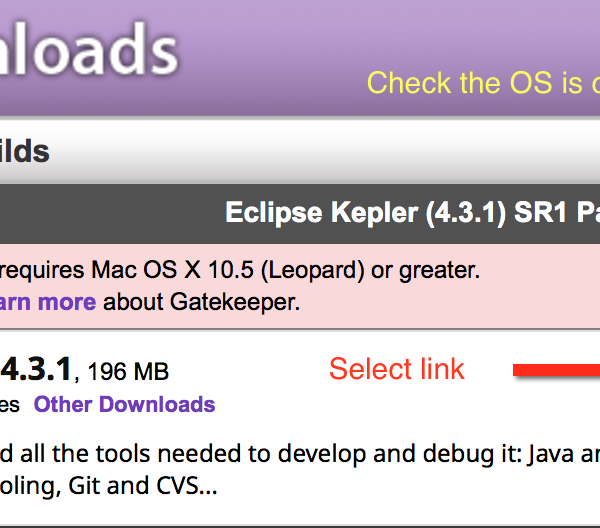 nloads
Check the OS is c
ilds
Eclipse Kepler (4.3.1) SR1 Pa
requires Mac OS X 10.5 (Leopard) or greater.
arn more about Gatekeeper.
4.3.1, 196 MB
Select link
es Other Downloads
d all the tools needed to develop and debug it: Java an
oling, Git and CVS...